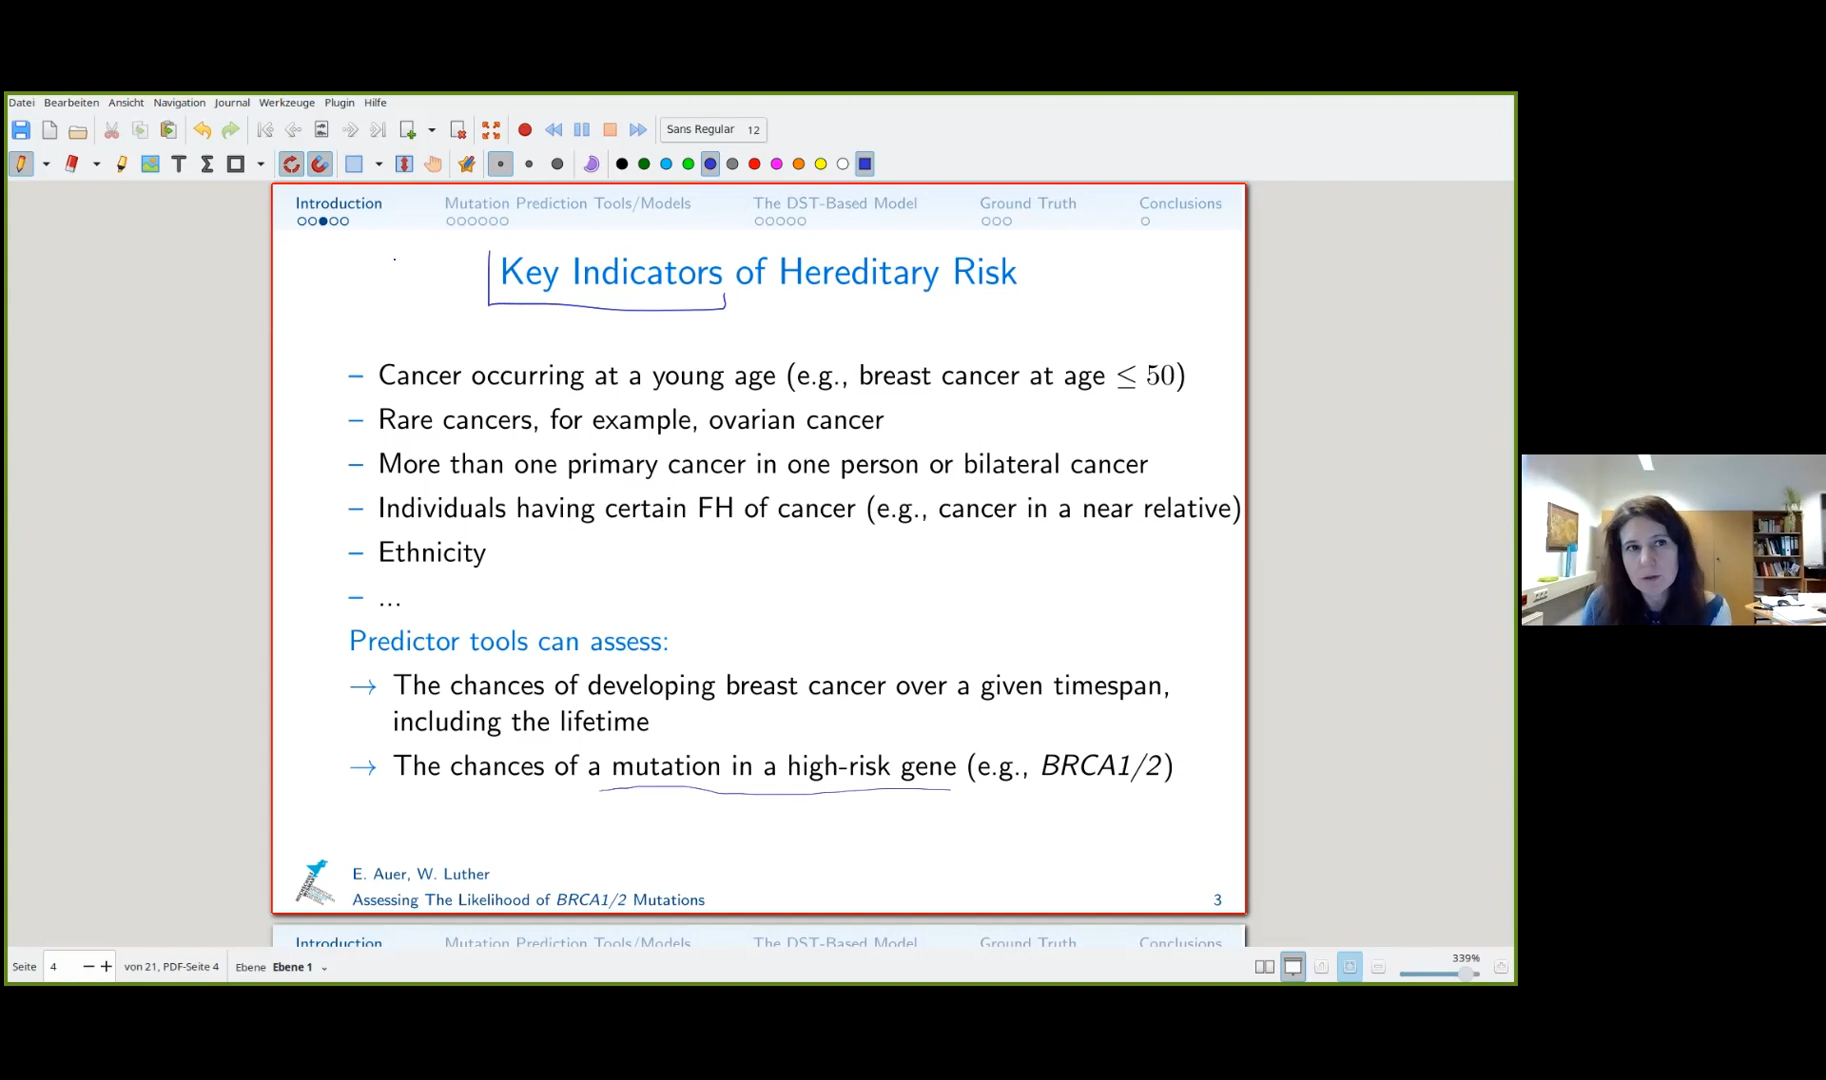 Datei Bearbeiten Ansicht Navigation Journal Werkzeuge Plugin Hilfe
Sans Regular 12
Introduction Mutation Prediction Tools/Models The DST-Based Model Ground Truth Conclusions
Key Indicators of Hereditary Risk
– Cancer occurring at a young age (e.g., breast cancer at age ≤ 50)
– Rare cancers, for example, ovarian cancer
– More than one primary cancer in one person or bilateral cancer
– Individuals having certain FH of cancer (e.g., cancer in a near relative)
– Ethnicity
– ...
Predictor tools can assess:
→ The chances of developing breast cancer over a given timespan,
including the lifetime
→ The chances of a mutation in a high-risk gene (e.g., BRCA1/2)
E. Auer, W. Luther
Assessing The Likelihood of BRCA1/2 Mutations 3
Introduction Mutation Prediction Tools/Models The DST-Based Model Ground Truth Conclusions
Seite 4 von 21, PDF-Seite 4 Ebene Ebene 1 339%